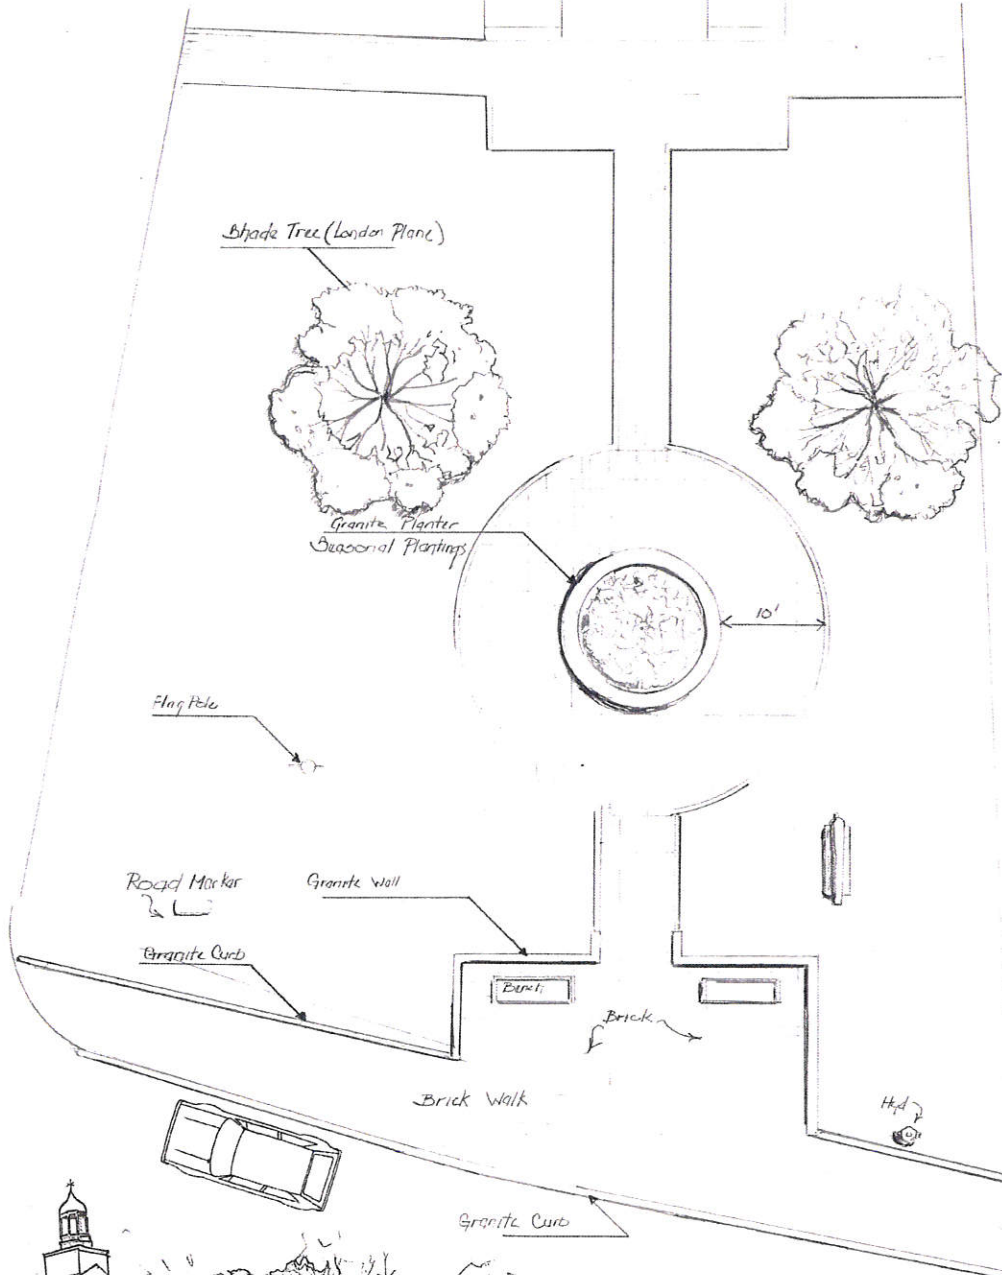 Shade Tree (London Plane)
Granite Planter
Seasonal Plantings
10'
Flag Pole
Road Marker
Granite Wall
Granite Curb
Bench
Brick
Brick Walk
Hyd
Granite Curb